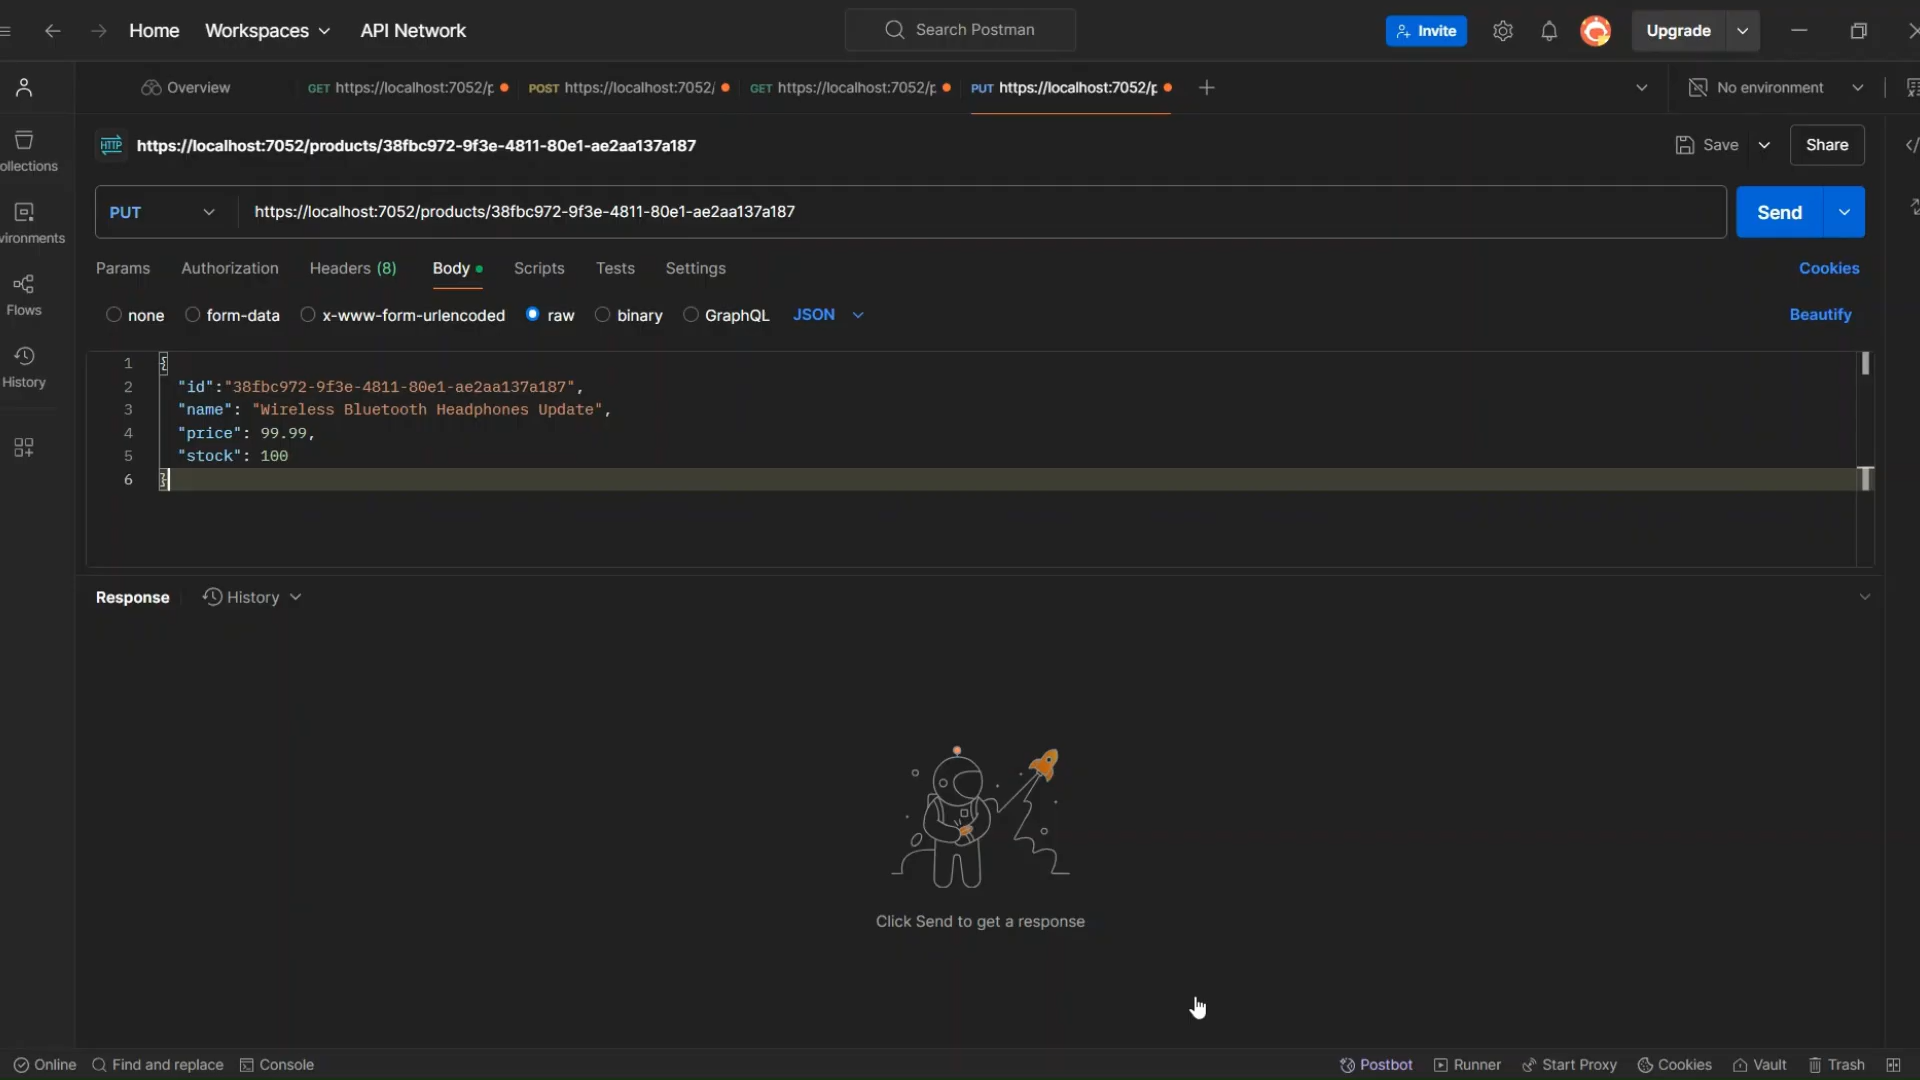 Home Workspaces API Network Search Postman Invite Upgrade
Overview GET https://localhost:7052/p POST https://localhost:7052/ GET https://localhost:7052/p PUT https://localhost:7052/p No environment
HTTP https://localhost:7052/products/38fbc972-9f3e-4811-80e1-ae2aa137a187 Save Share
ollections
PUT https://localhost:7052/products/38fbc972-9f3e-4811-80e1-ae2aa137a187 Send
vironments
Params Authorization Headers (8) Body Scripts Tests Settings Cookies
Flows
none form-data x-www-form-urlencoded raw binary GraphQL JSON Beautify
History
1 {
2 "id":"38fbc972-9f3e-4811-80e1-ae2aa137a187",
3 "name": "Wireless Bluetooth Headphones Update",
4 "price": 99.99,
5 "stock": 100
6 }
Response History
Click Send to get a response
Online Find and replace Console Postbot Runner Start Proxy Cookies Vault Trash